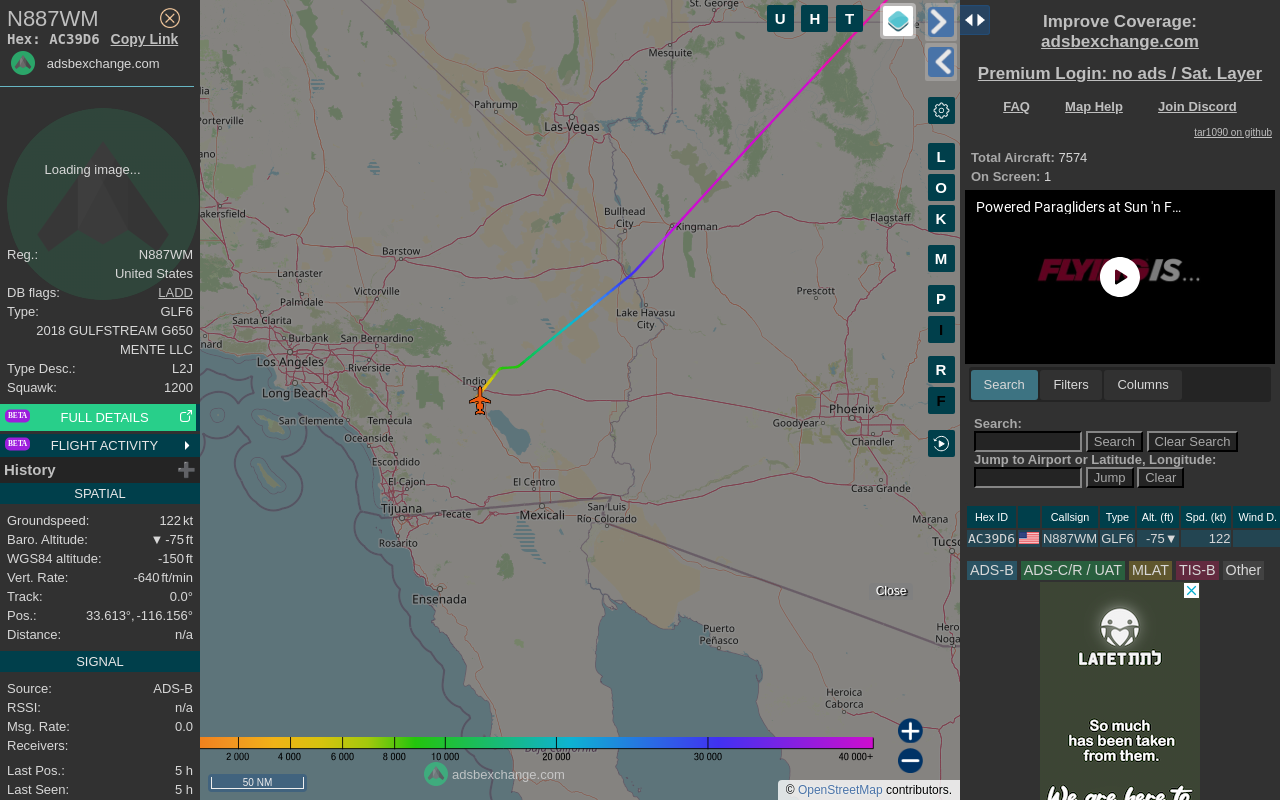 N887WM
Hex: AC39D6 Copy Link
adsbexchange.com
Loading image...
Reg.: N887WM
United States
DB flags: LADD
Type: GLF6
2018 GULFSTREAM G650
MENTE LLC
Type Desc.: L2J
Squawk: 1200
BETA FULL DETAILS
BETA FLIGHT ACTIVITY
History
SPATIAL
Groundspeed: 122 kt
Baro. Altitude: ▼ -75 ft
WGS84 altitude: -150 ft
Vert. Rate: -640 ft/min
Track: 0.0°
Pos.: 33.613°, -116.156°
Distance: n/a
SIGNAL
Source: ADS-B
RSSI: n/a
Msg. Rate: 0.0
Receivers:
Last Pos.: 5 h
Last Seen: 5 h
St. George
Mesquite
Pahrump
Las Vegas
Porterville
Bullhead
City
Kingman
Flagstaff
Barstow
Lancaster
Victorville
Palmdale
Prescott
Santa Clarita
Lake Havasu
City
Burbank
San Bernardino
Los Angeles
Riverside
Indio
Long Beach
San Clemente
Temecula
Phoenix
Goodyear
Chandler
Oceanside
Escondido
El Cajon
El Centro
Casa Grande
Tijuana
Tecate
Mexicali
San Luis
Río Colorado
Marana
Rosarito
Ensenada
Puerto
Peñasco
Heroica
Caborca
U H T
L
O
K
M
P
I
R
F
Close
2 000 4 000 6 000 8 000 10 000 20 000 30 000 40 000+
adsbexchange.com
50 NM
© OpenStreetMap contributors.
Improve Coverage:
adsbexchange.com
Premium Login: no ads / Sat. Layer
FAQ Map Help Join Discord
tar1090 on github
Total Aircraft: 7574
On Screen: 1
Powered Paragliders at Sun 'n F...
FLYING IS...
Search Filters Columns
Search:
Search Clear Search
Jump to Airport or Latitude, Longitude:
Jump Clear
Hex ID Callsign Type Alt. (ft) Spd. (kt) Wind D.
AC39D6 N887WM GLF6 -75▼ 122
ADS-B ADS-C/R / UAT MLAT TIS-B Other
LATET לתת
So much
has been taken
from them.
We are here to